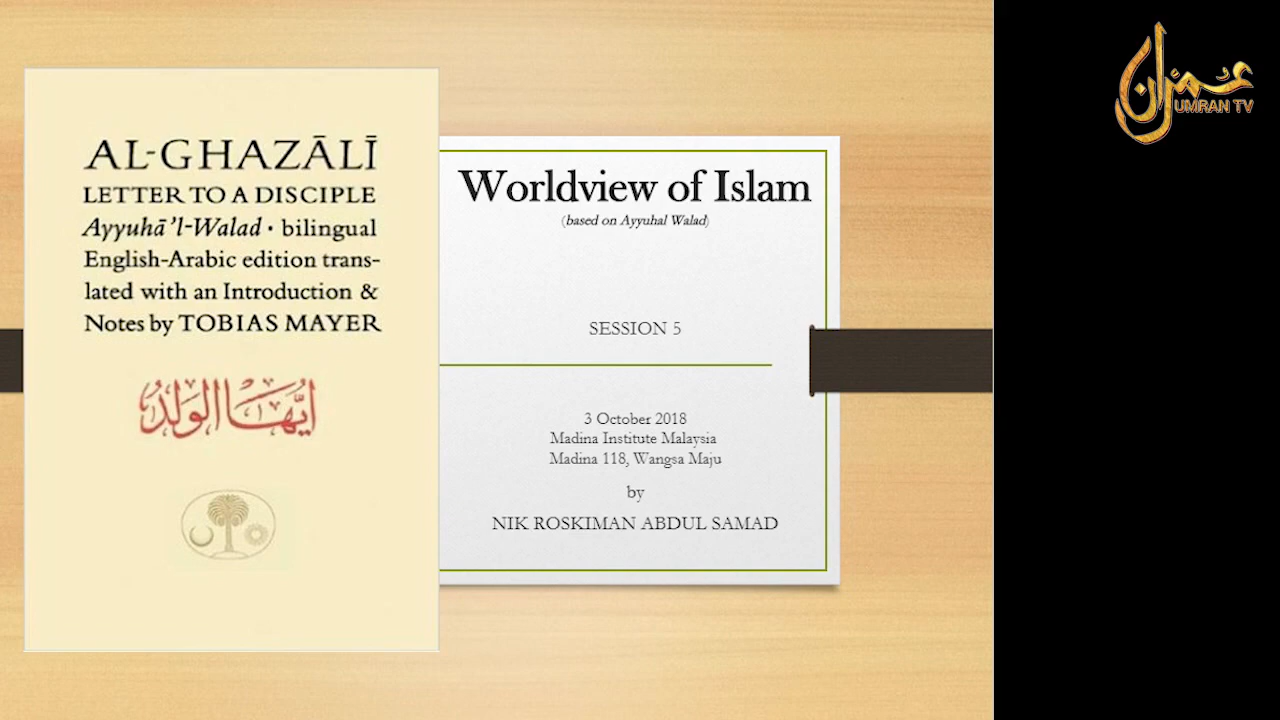 AL-GHAZĀLĪ
LETTER TO A DISCIPLE
Ayyuhā 'l-Walad · bilingual
English-Arabic edition trans-
lated with an Introduction &
Notes by TOBIAS MAYER
أَيُّهَا الوَلَدُ
Worldview of Islam
(based on Ayyuhal Walad)
SESSION 5
3 October 2018
Madina Institute Malaysia
Madina 118, Wangsa Maju
by
NIK ROSKIMAN ABDUL SAMAD
عمران
UMRAN TV